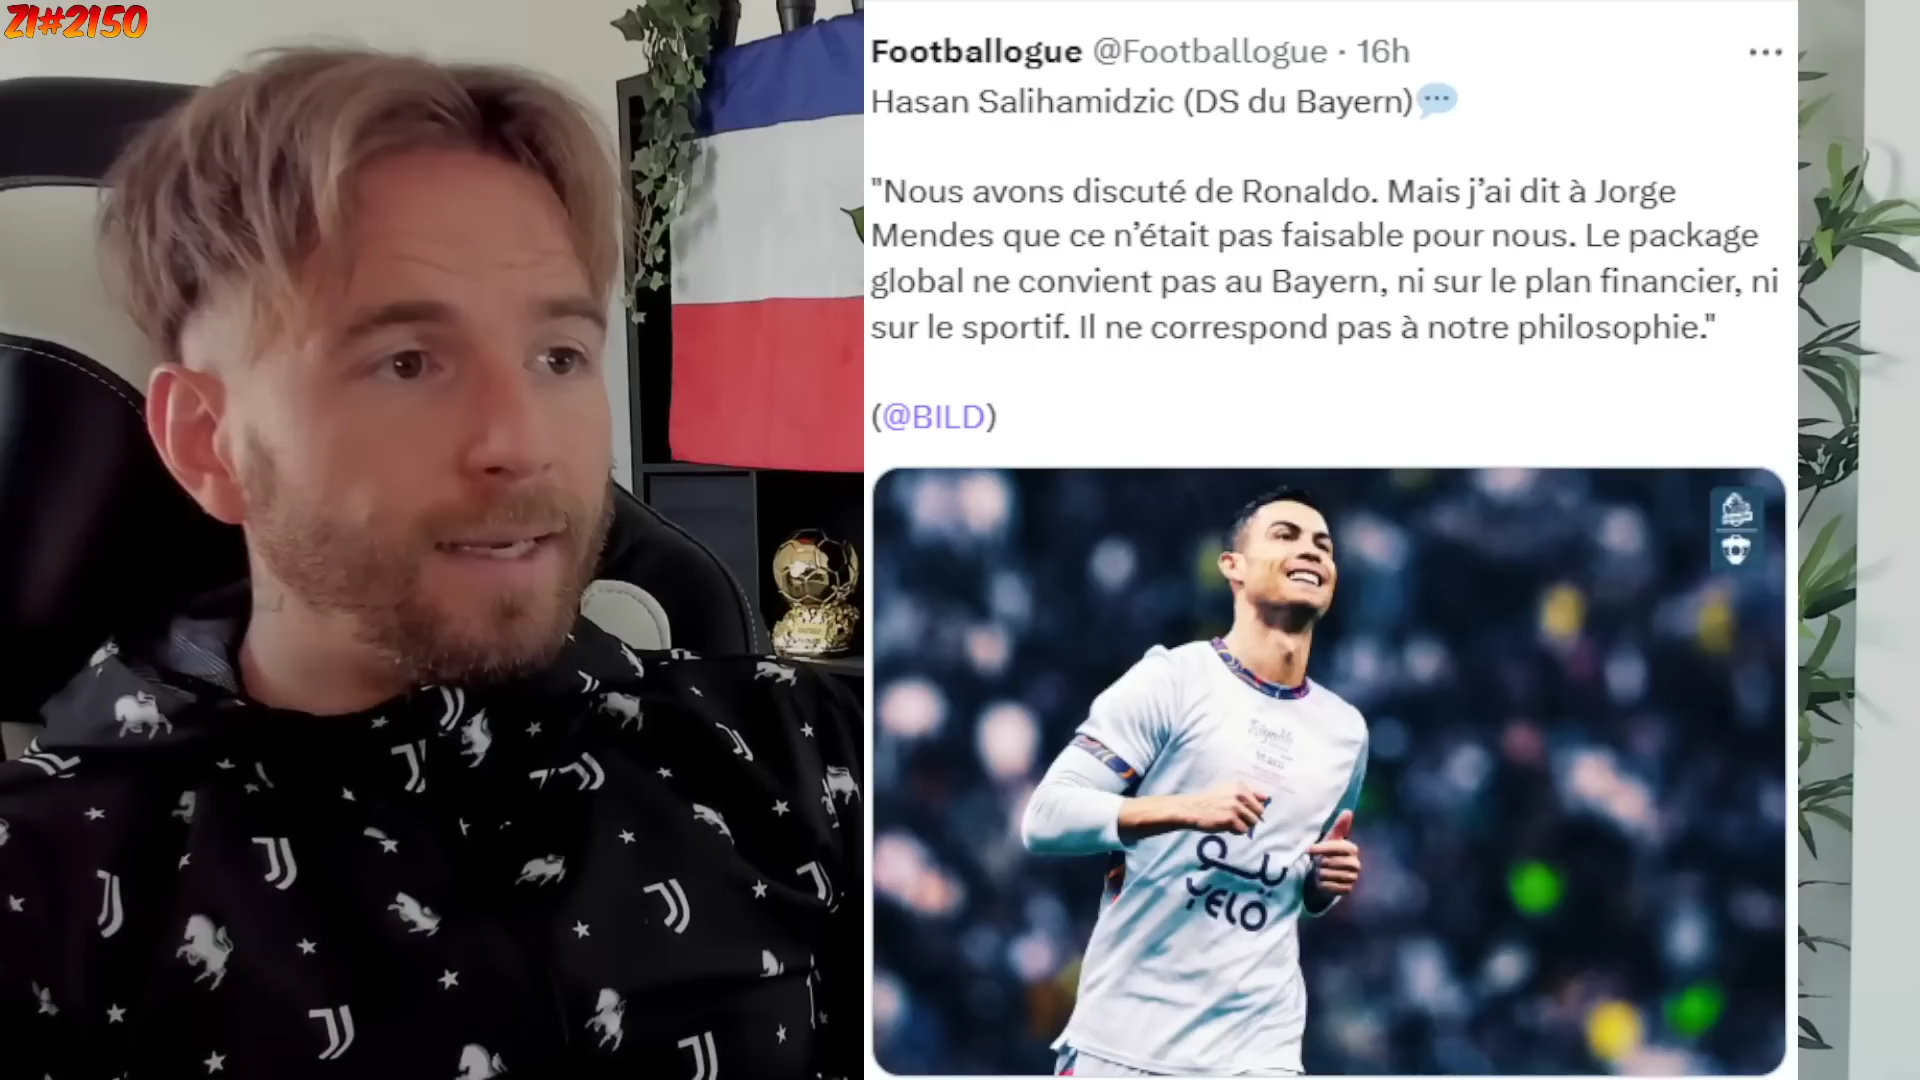 ZI#2150
Footballogue @Footballogue · 16h
Hasan Salihamidzic (DS du Bayern)
"Nous avons discuté de Ronaldo. Mais j’ai dit à Jorge
Mendes que ce n’était pas faisable pour nous. Le package
global ne convient pas au Bayern, ni sur le plan financier, ni
sur le sportif. Il ne correspond pas à notre philosophie."
(@BILD)
يلو
YELO